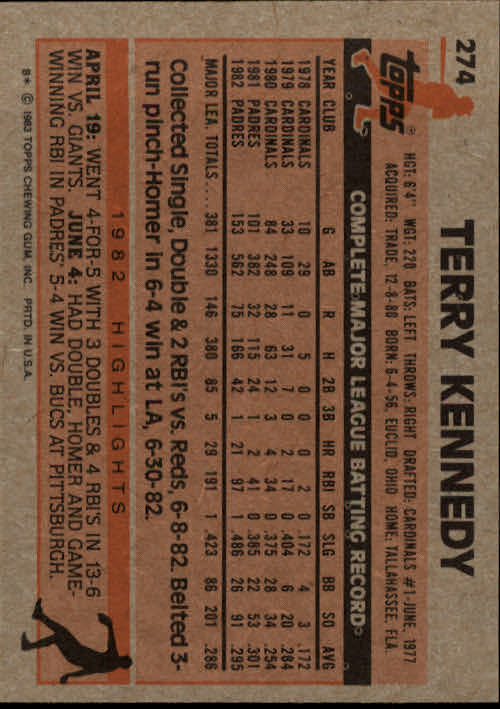 274
TERRY KENNEDY
topps®
HGT: 6'4" WGT: 220 BATS: LEFT THROWS: RIGHT DRAFTED: CARDINALS #1-JUNE, 1977
ACQUIRED: TRADE, 12-8-80 BORN: 6-4-56, EUCLID, OHIO HOME: TALLAHASSEE, FLA.
COMPLETE MAJOR LEAGUE BATTING RECORD
YEAR CLUB G AB R H 2B 3B HR RBI SB SLG BB SO AVG
1978 CARDINALS 10 29 0 5 0 0 0 2 0 .172 4 3 .172
1979 CARDINALS 33 109 11 31 7 0 2 17 0 .404 6 20 .284
1980 CARDINALS 84 248 28 63 12 3 4 34 0 .375 28 34 .254
1981 PADRES 101 382 32 115 24 1 2 41 0 .385 22 53 .301
1982 PADRES 153 562 75 166 42 1 21 97 1 .486 26 91 .295
MAJOR LEA. TOTALS.... 381 1330 146 380 85 5 29 191 1 .423 86 201 .286
Collected Single, Double & 2 RBI's vs. Reds, 6-8-82. Belted 3-
run pinch-Homer in 6-4 win at LA, 6-30-82.
1982 HIGHLIGHTS
APRIL 19: WENT 4-FOR-5 WITH 3 DOUBLES & 4 RBI'S IN 13-6
WIN VS. GIANTS. JUNE 4: HAD DOUBLE, HOMER AND GAME-
WINNING RBI IN PADRES' 5-4 WIN VS. BUCS AT PITTSBURGH.
B* © 1983 TOPPS CHEWING GUM, INC. PRTD. IN U.S.A.